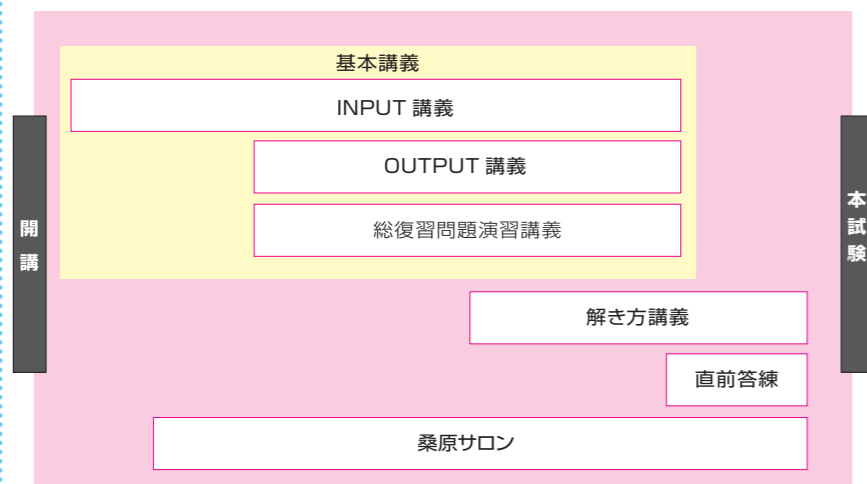 基本講義
INPUT 講義
OUTPUT 講義
総復習問題演習講義
開講
本試験
解き方講義
直前答練
桑原サロン